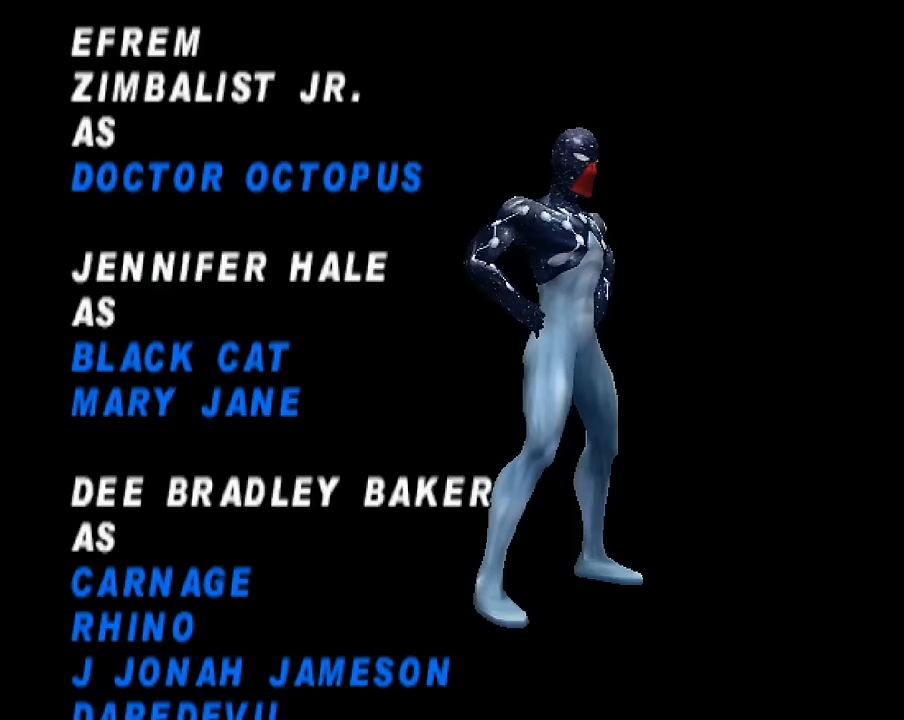 EFREM
ZIMBALIST JR.
AS
DOCTOR OCTOPUS
JENNIFER HALE
AS
BLACK CAT
MARY JANE
DEE BRADLEY BAKER
AS
CARNAGE
RHINO
J JONAH JAMESON
DAREDEVIL